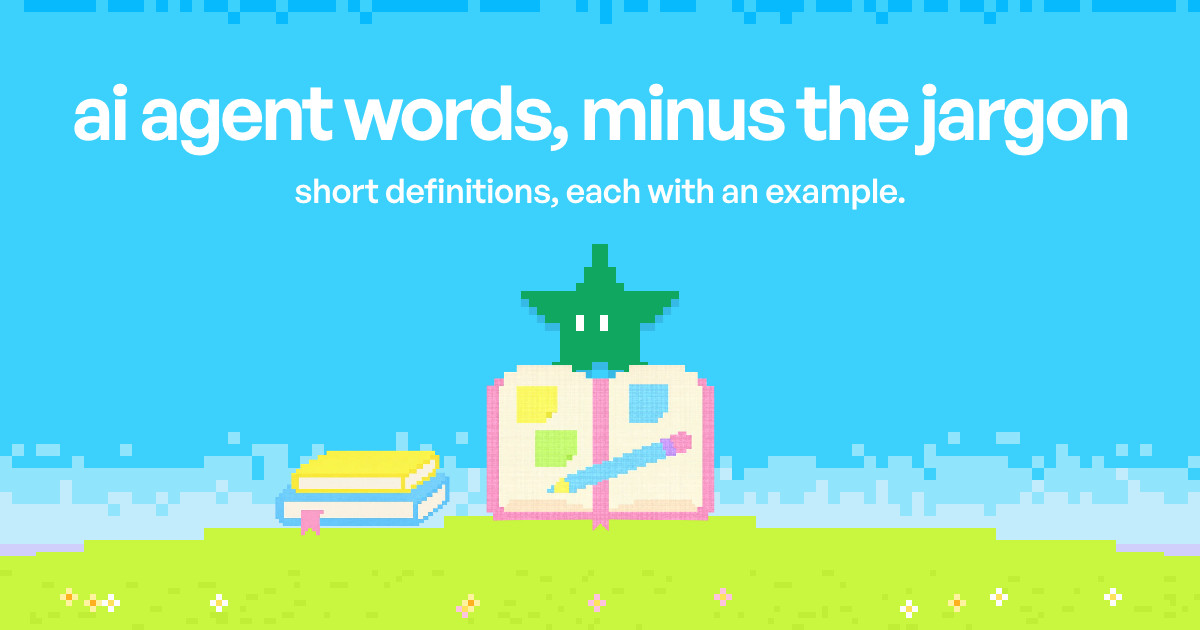 ai agent words, minus the jargon
short definitions, each with an example.